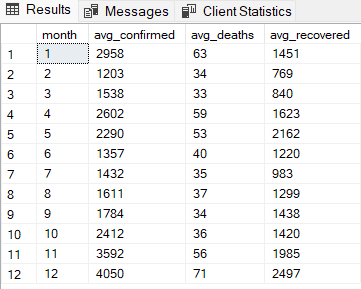 Results Messages Client Statistics
month avg_confirmed avg_deaths avg_recovered
1 1 2958 63 1451
2 2 1203 34 769
3 3 1538 33 840
4 4 2602 59 1623
5 5 2290 53 2162
6 6 1357 40 1220
7 7 1432 35 983
8 8 1611 37 1299
9 9 1784 34 1438
10 10 2412 36 1420
11 11 3592 56 1985
12 12 4050 71 2497